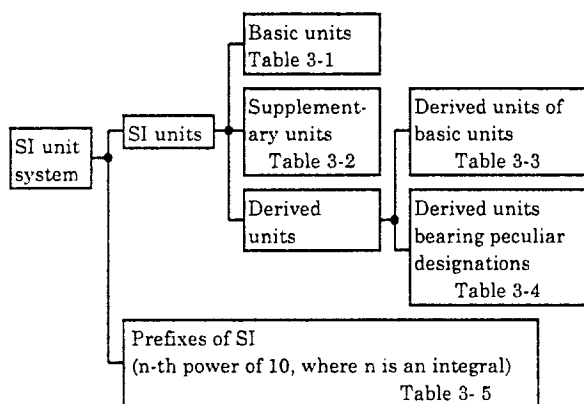 SI unit
system
SI units
Basic units
Table 3-1
Supplement-
ary units
Table 3-2
Derived
units
Derived units of
basic units
Table 3-3
Derived units
bearing peculiar
designations
Table 3-4
Prefixes of SI
(n-th power of 10, where n is an integral)
Table 3- 5